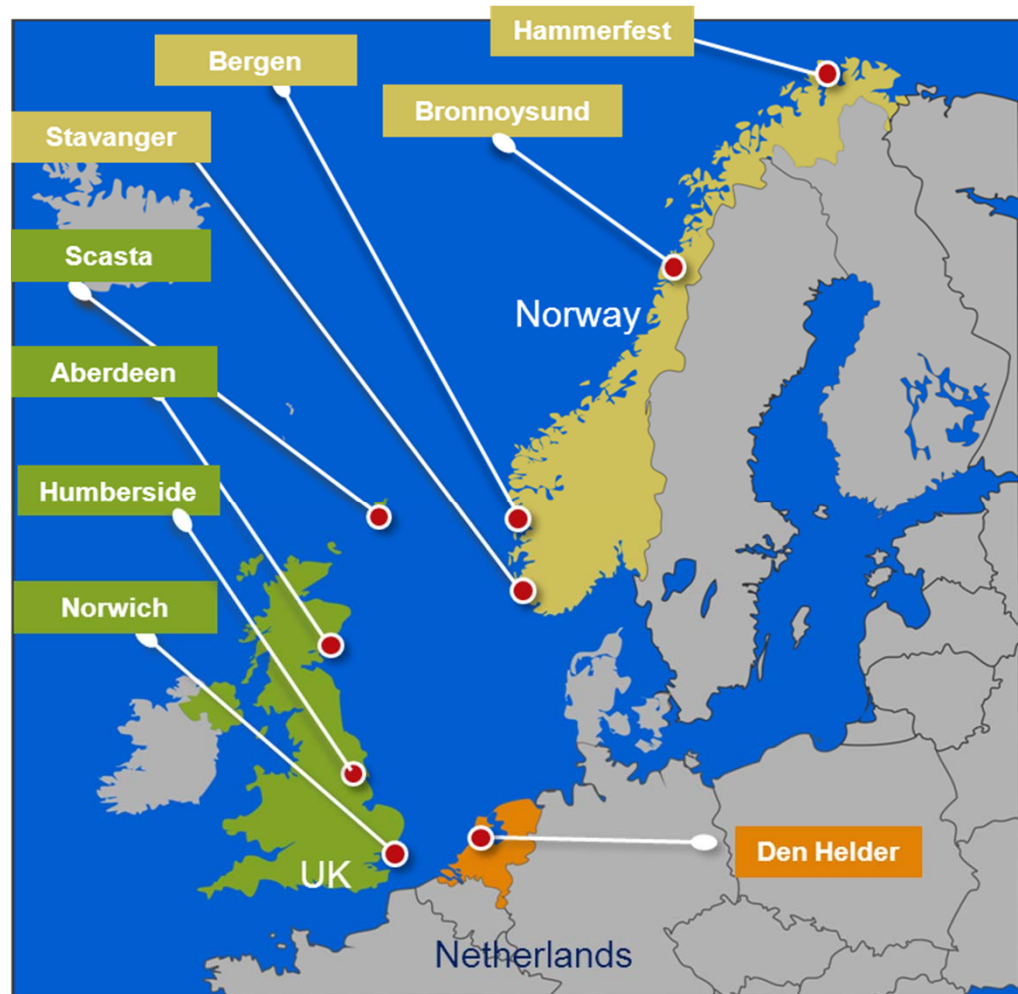 Hammerfest
Bergen
Bronnoysund
Stavanger
Scasta
Norway
Aberdeen
Humberside
Norwich
Den Helder
UK
Netherlands